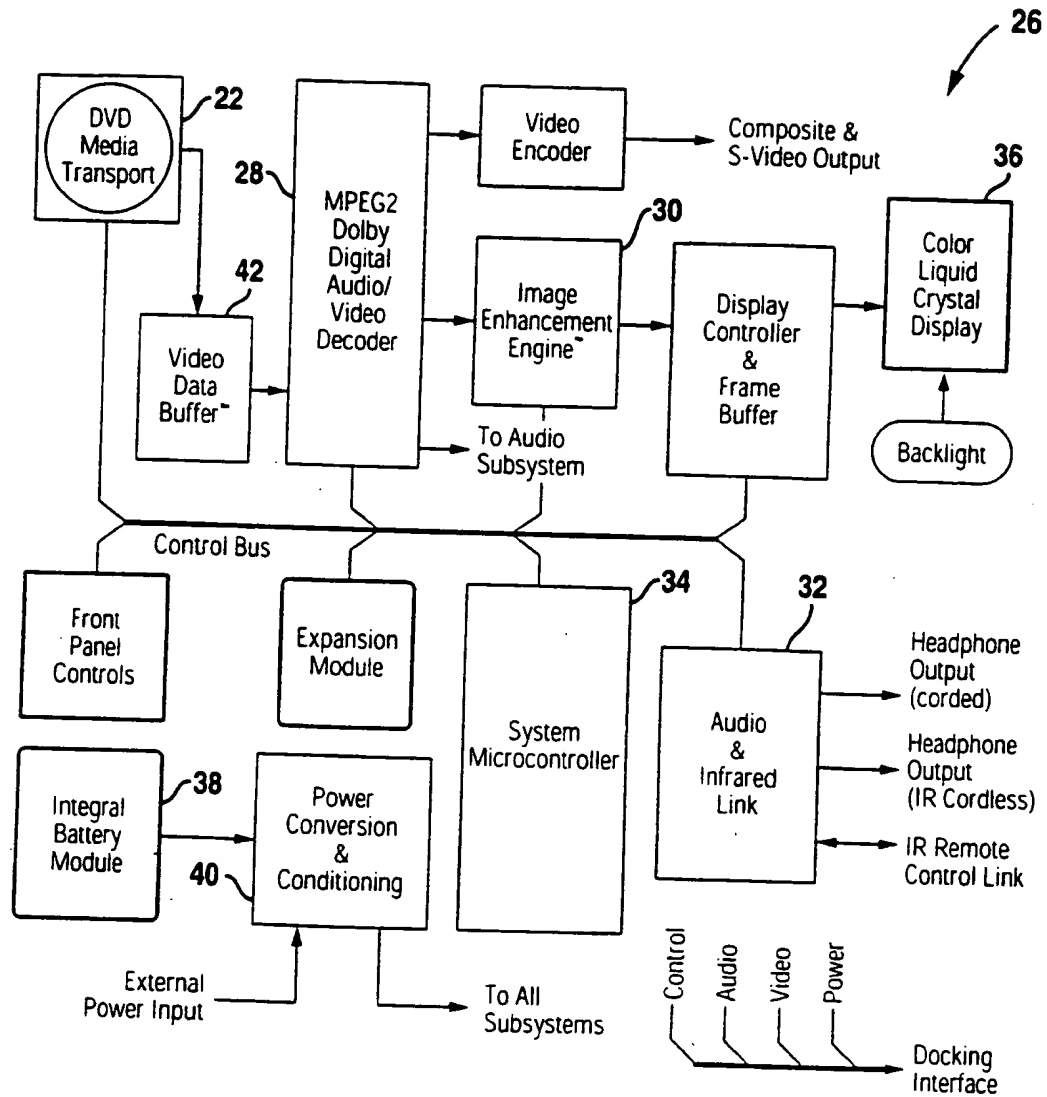 26
DVD
Media
Transport
22
28
MPEG2
Dolby
Digital
Audio/
Video
Decoder
Video
Encoder
Composite &
S-Video Output
36
Color
Liquid
Crystal
Display
30
Image
Enhancement
Engine™
Display
Controller
&
Frame
Buffer
42
Video
Data
Buffer™
To Audio
Subsystem
Backlight
Control Bus
Front
Panel
Controls
Expansion
Module
34
System
Microcontroller
32
Audio
&
Infrared
Link
Headphone
Output
(corded)
Headphone
Output
(IR Cordless)
IR Remote
Control Link
38
Integral
Battery
Module
Power
Conversion
&
Conditioning
40
External
Power Input
To All
Subsystems
Control
Audio
Video
Power
Docking
Interface